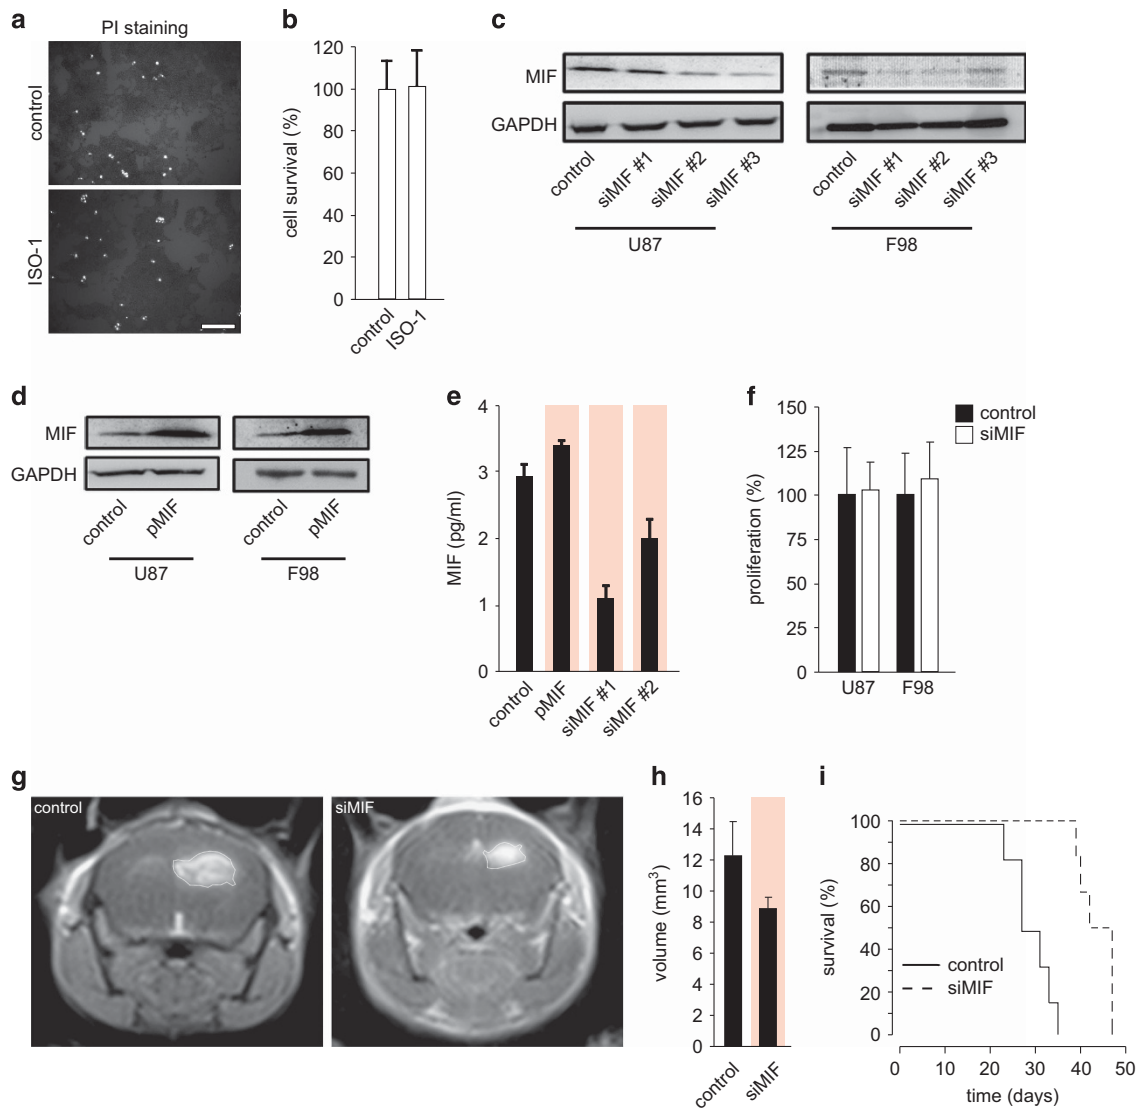 a
PI staining
control
ISO-1
b
cell survival (%)
120
100
80
60
40
20
0
control
ISO-1
c
MIF
GAPDH
control
siMIF #1
siMIF #2
siMIF #3
U87
control
siMIF #1
siMIF #2
siMIF #3
F98
d
MIF
GAPDH
control
pMIF
U87
control
pMIF
F98
e
MIF (pg/ml)
4
3
2
1
0
control
pMIF
siMIF #1
siMIF #2
f
proliferation (%)
150
125
100
75
50
25
0
U87
F98
control
siMIF
g
control
siMIF
h
volume (mm³)
16
14
12
10
8
6
4
2
0
control
siMIF
i
survival (%)
100
80
60
40
20
0
control
siMIF
0 10 20 30 40 50
time (days)